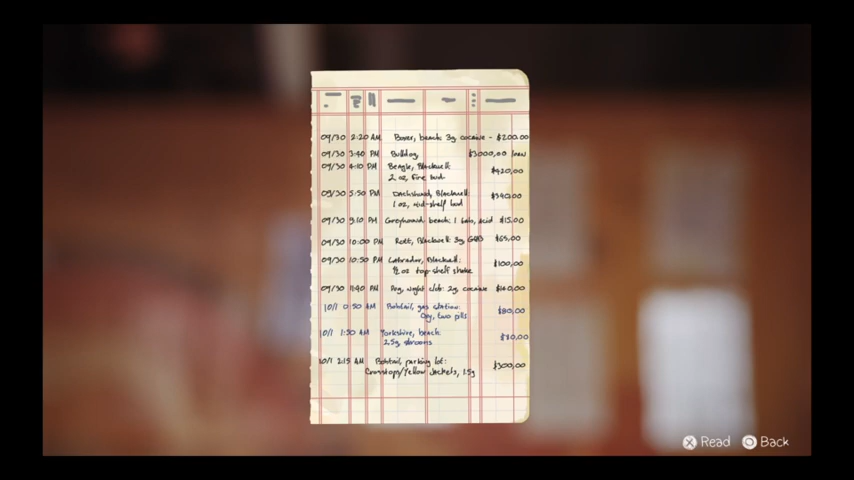 09/30 2:20 AM Boxer, beach: 3g, cocaine - $200.00
09/30 3:40 PM Bulldog, $3000,00 loan
09/30 4:10 PM Beagle, Blackwell:
2 oz, fire bud. $420,00
09/30 5:50 PM Dachshund, Blackwell:
1 oz, mid-shelf bud $340,00
09/30 9:10 PM Greyhound, beach: 1 tab, acid $15.00
09/30 10:00 PM Rott, Blackwell: 3g, GHB $65,00
09/30 10:50 PM Labrador, Blackwell:
½ oz top shelf shake $100,00
09/30 11:40 PM Pug, night club: 2g, cocaine $140.00
10/1 0:50 AM Bobtail, gas station:
Oxy, two pills $80,00
10/1 1:30 AM Yorkshire, beach:
2.5g, shrooms
10/1 2:15 AM Bobtail, parking lot:
Crosstops/Yellow Jackets, 15g $300,00
Read Back